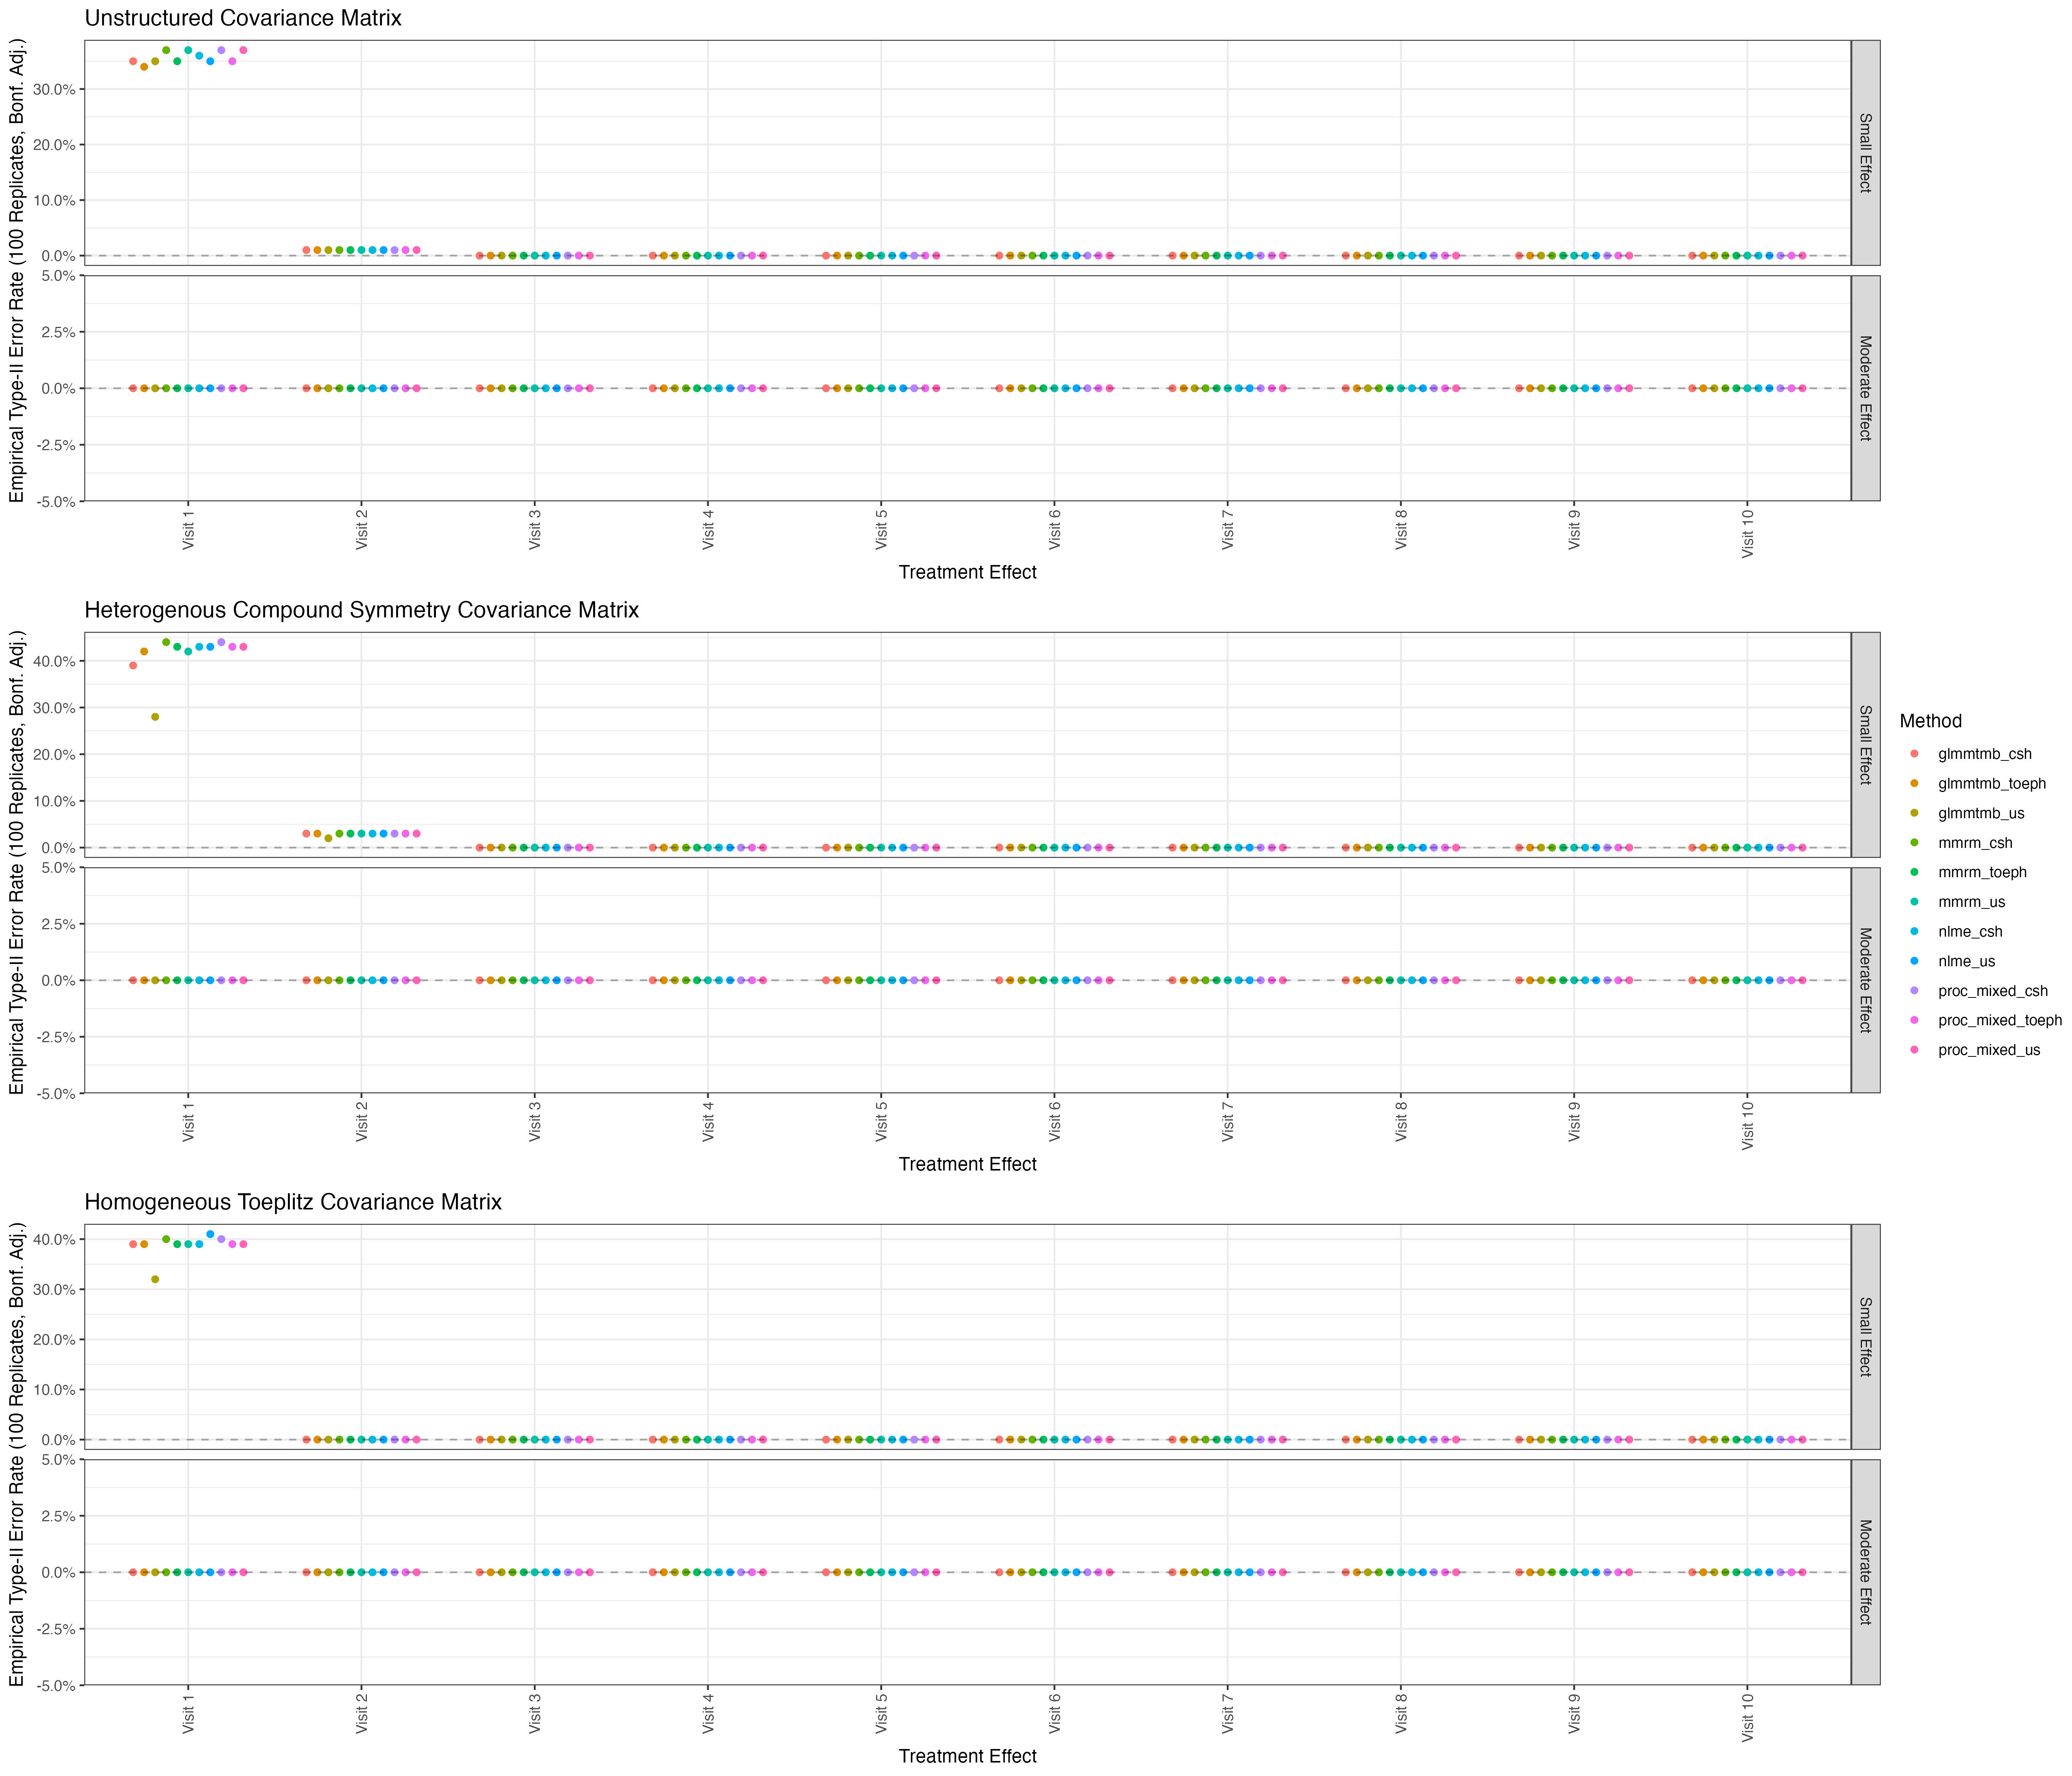 Unstructured Covariance Matrix
Empirical Type-II Error Rate (100 Replicates, Bonf. Adj.)
30.0%
20.0%
10.0%
0.0%
Small Effect
5.0%
2.5%
0.0%
-2.5%
-5.0%
Moderate Effect
Visit 1
Visit 2
Visit 3
Visit 4
Visit 5
Visit 6
Visit 7
Visit 8
Visit 9
Visit 10
Treatment Effect
Heterogenous Compound Symmetry Covariance Matrix
Empirical Type-II Error Rate (100 Replicates, Bonf. Adj.)
40.0%
30.0%
20.0%
10.0%
0.0%
Small Effect
5.0%
2.5%
0.0%
-2.5%
-5.0%
Moderate Effect
Visit 1
Visit 2
Visit 3
Visit 4
Visit 5
Visit 6
Visit 7
Visit 8
Visit 9
Visit 10
Treatment Effect
Method
glmmtmb_csh
glmmtmb_toeph
glmmtmb_us
mmrm_csh
mmrm_toeph
mmrm_us
nlme_csh
nlme_us
proc_mixed_csh
proc_mixed_toeph
proc_mixed_us
Homogeneous Toeplitz Covariance Matrix
Empirical Type-II Error Rate (100 Replicates, Bonf. Adj.)
40.0%
30.0%
20.0%
10.0%
0.0%
Small Effect
5.0%
2.5%
0.0%
-2.5%
-5.0%
Moderate Effect
Visit 1
Visit 2
Visit 3
Visit 4
Visit 5
Visit 6
Visit 7
Visit 8
Visit 9
Visit 10
Treatment Effect